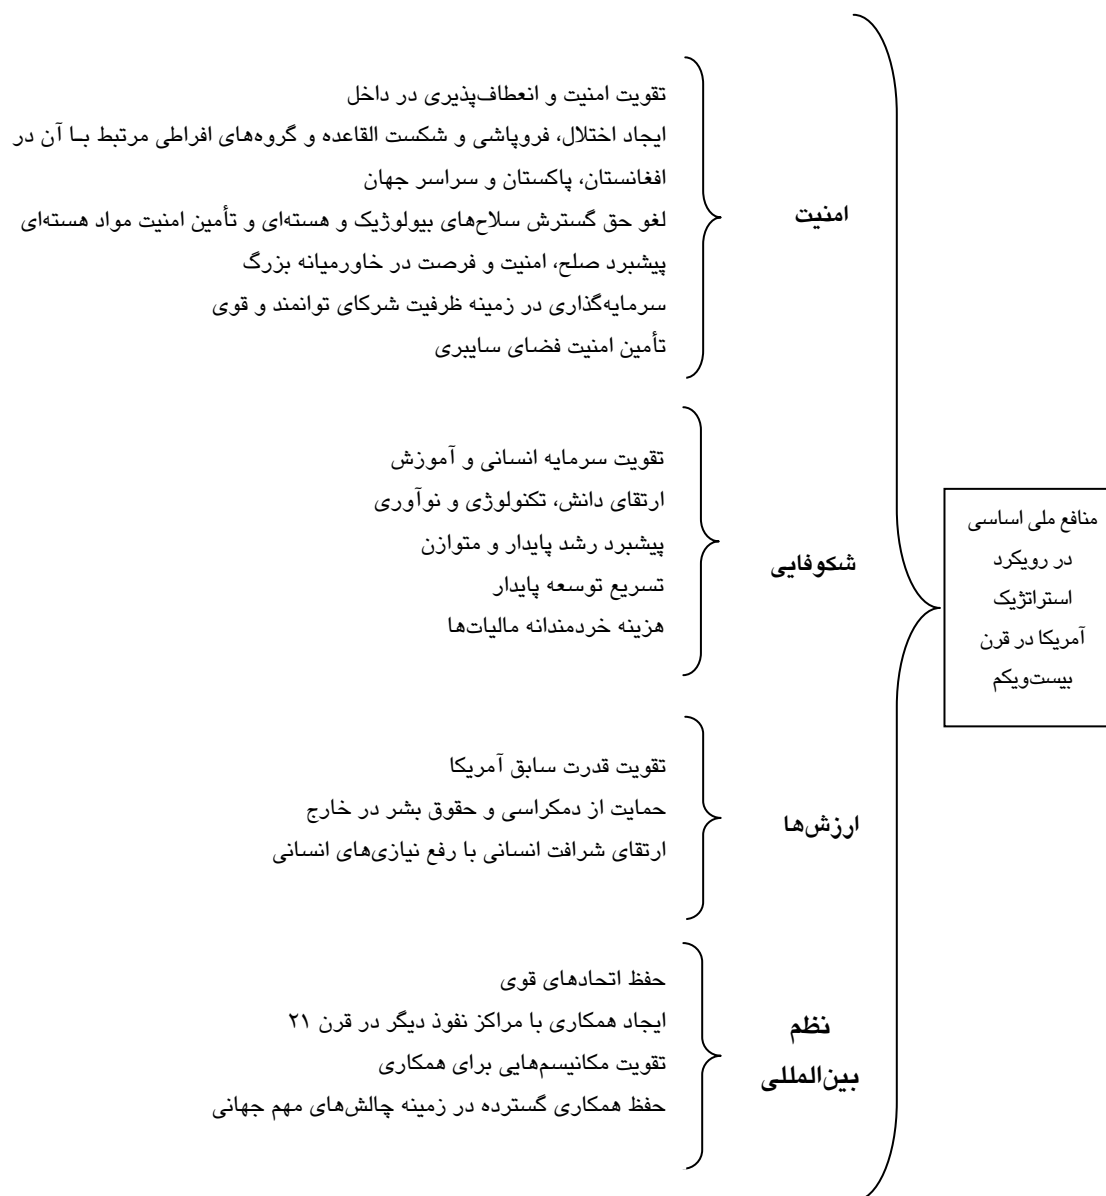 منافع ملی اساسی
در رویکرد
استراتژیک
آمریکا در قرن
بیست‌ویکم
امنیت
تقویت امنیت و انعطاف‌پذیری در داخل
ایجاد اختلال، فروپاشی و شکست القاعده و گروه‌های افراطی مرتبط با آن در
افغانستان، پاکستان و سراسر جهان
لغو حق گسترش سلاح‌های بیولوژیک و هسته‌ای و تأمین امنیت مواد هسته‌ای
پیشبرد صلح، امنیت و فرصت در خاورمیانه بزرگ
سرمایه‌گذاری در زمینه ظرفیت شرکای توانمند و قوی
تأمین امنیت فضای سایبری
شکوفایی
تقویت سرمایه انسانی و آموزش
ارتقای دانش، تکنولوژی و نوآوری
پیشبرد رشد پایدار و متوازن
تسریع توسعه پایدار
هزینه خردمندانه مالیات‌ها
ارزش‌ها
تقویت قدرت سابق آمریکا
حمایت از دمکراسی و حقوق بشر در خارج
ارتقای شرافت انسانی با رفع نیازی‌های انسانی
نظم
بین‌المللی
حفظ اتحادهای قوی
ایجاد همکاری با مراکز نفوذ دیگر در قرن ۲۱
تقویت مکانیسم‌هایی برای همکاری
حفظ همکاری گسترده در زمینه چالش‌های مهم جهانی